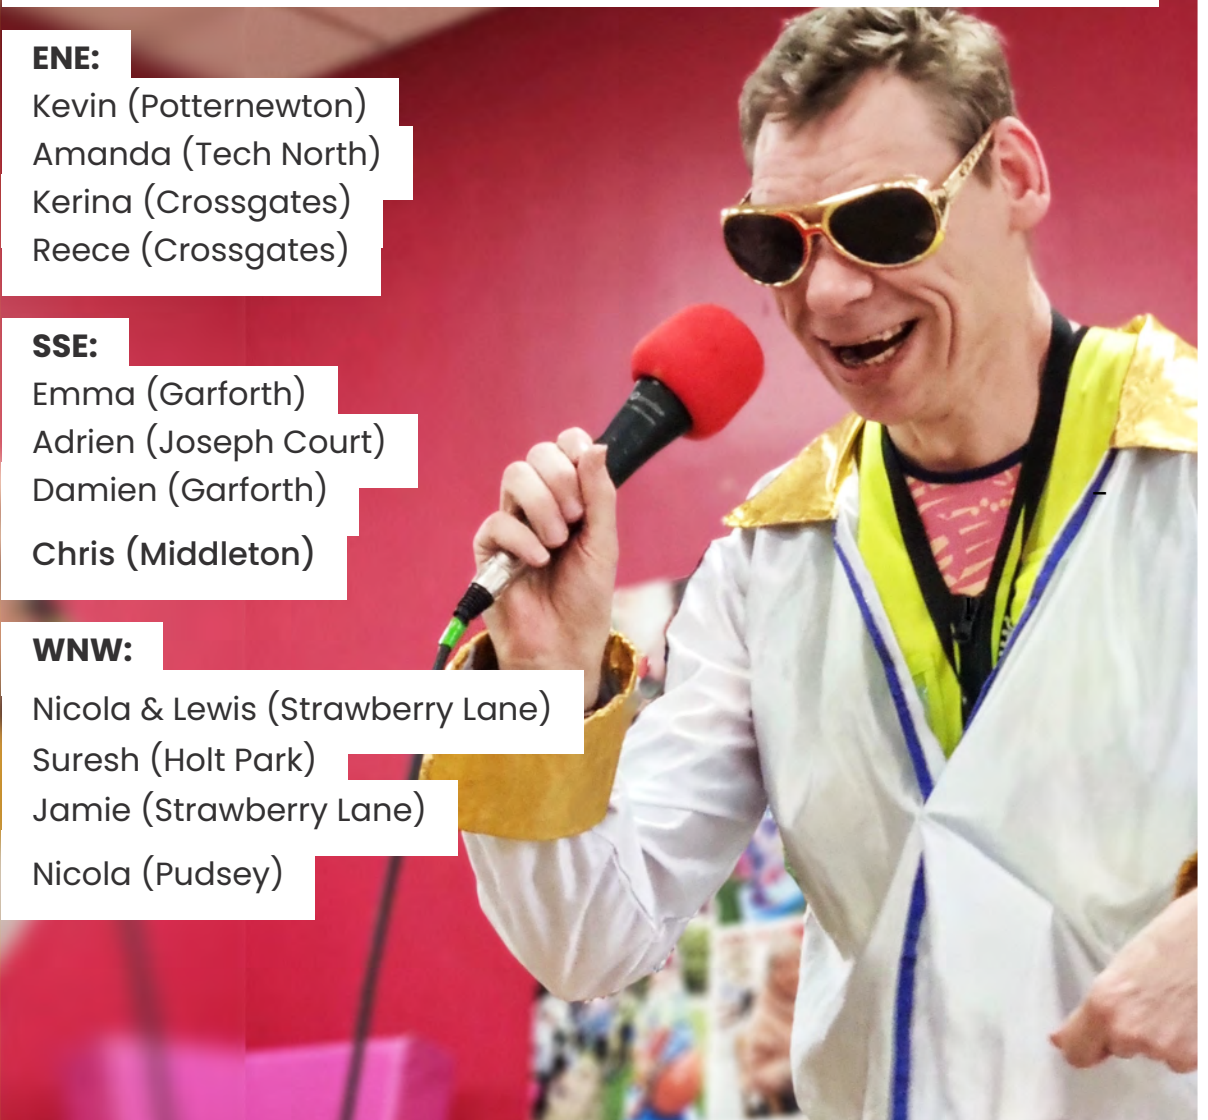 ENE:
Kevin (Potternewton)
Amanda (Tech North)
Kerina (Crossgates)
Reece (Crossgates)
SSE:
Emma (Garforth)
Adrien (Joseph Court)
Damien (Garforth)
Chris (Middleton)
WNW:
Nicola & Lewis (Strawberry Lane)
Suresh (Holt Park)
Jamie (Strawberry Lane)
Nicola (Pudsey)